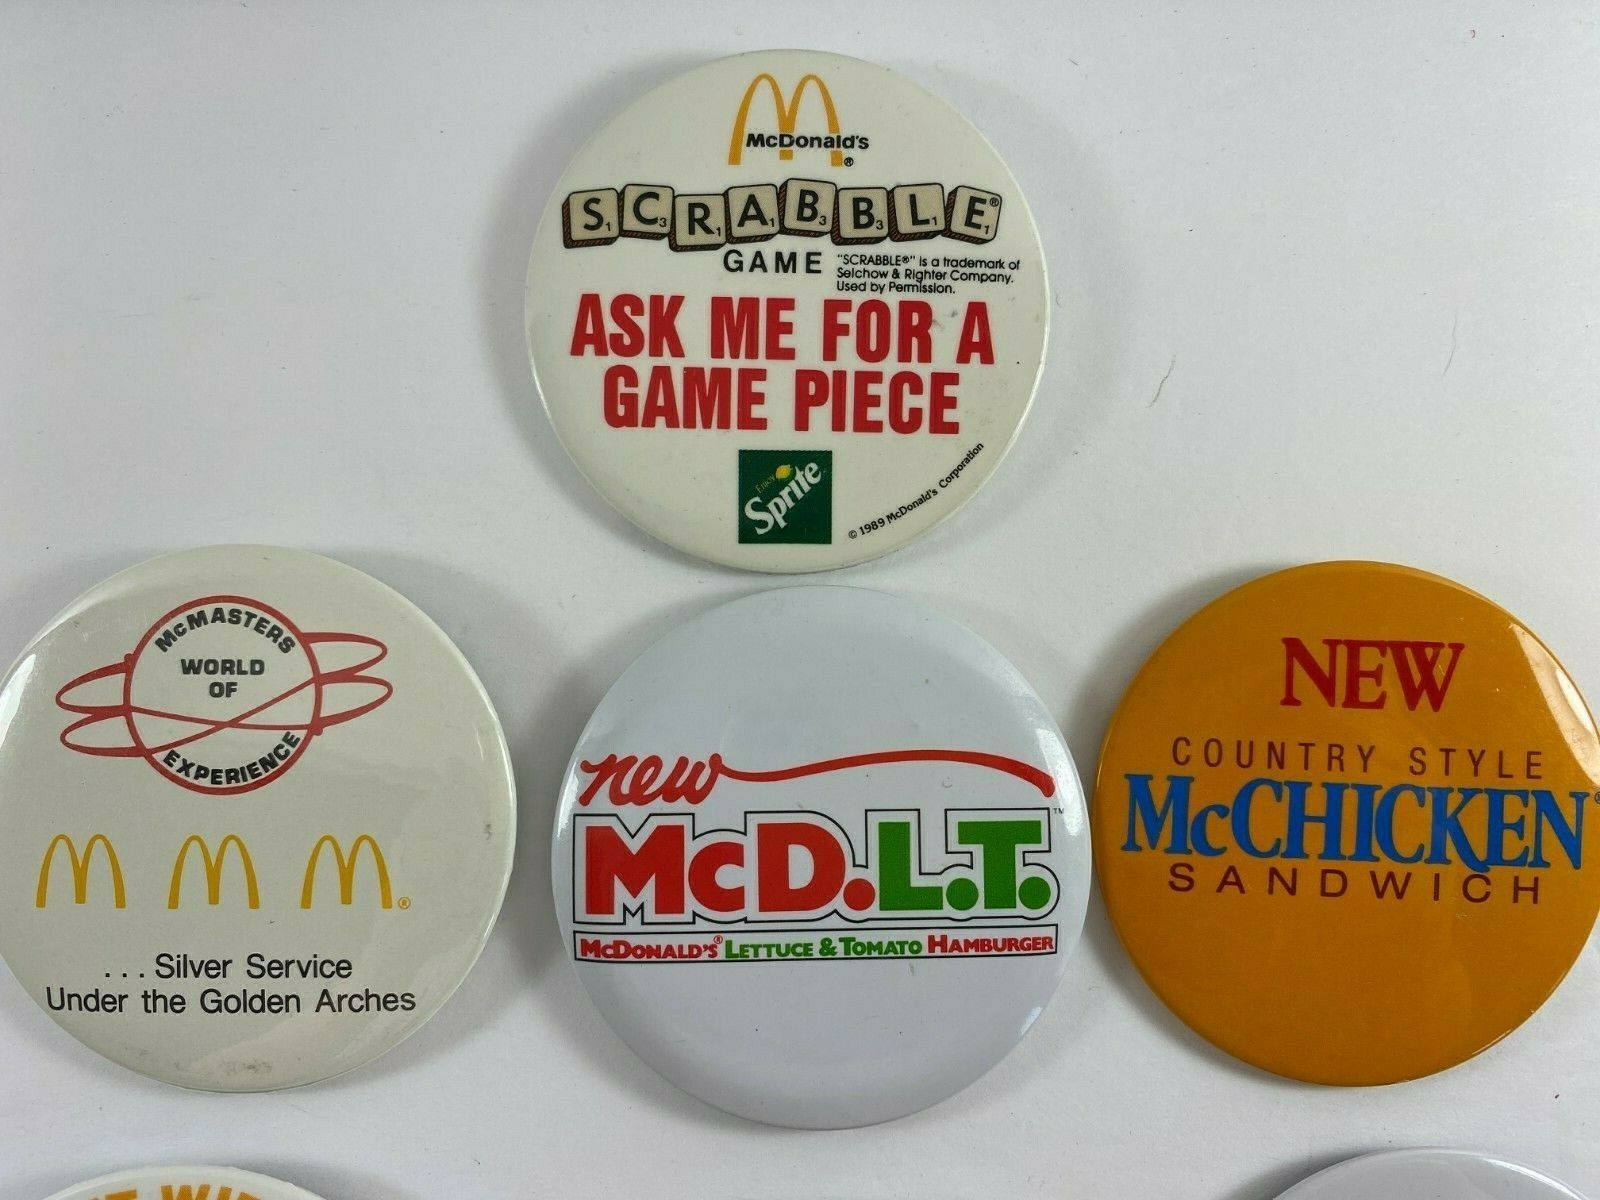 McDonald's®
SCRABBLE®
GAME
"SCRABBLE®" is a trademark of
Selchow & Righter Company.
Used by Permission.
ASK ME FOR A
GAME PIECE
Enjoy
Sprite
© 1989 McDonald's Corporation
McMASTERS
WORLD
OF
EXPERIENCE
®
. . . Silver Service
Under the Golden Arches
new
McD.L.T.™
McDONALD'S® LETTUCE & TOMATO HAMBURGER
NEW
COUNTRY STYLE
McCHICKEN®
SANDWICH